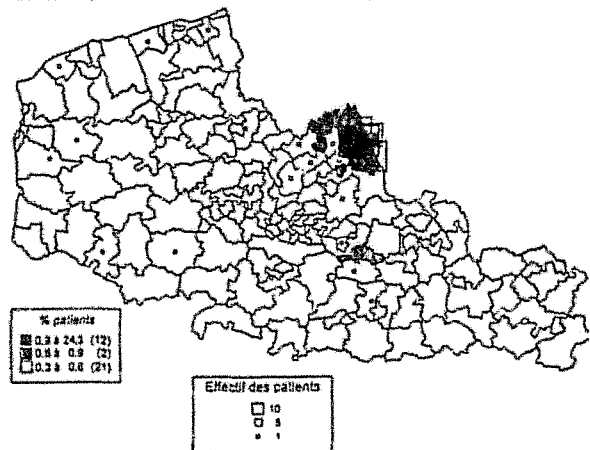 % patients
0.9 à 24.3 (12)
0.6 à 0.9 (2)
0.3 à 0.6 (21)
Effectif des patients
10
5
1